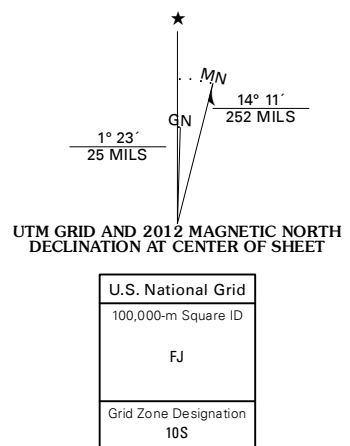 ★
MN
GN
14° 11´
252 MILS
1° 23´
25 MILS
UTM GRID AND 2012 MAGNETIC NORTH
DECLINATION AT CENTER OF SHEET
U.S. National Grid
100,000-m Square ID
FJ
Grid Zone Designation
10S